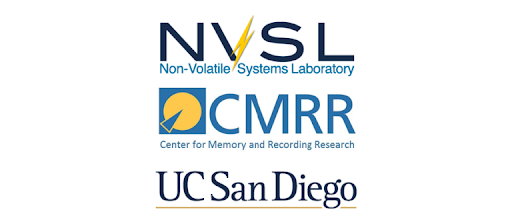 NVSL
Non-Volatile Systems Laboratory
CMRR
Center for Memory and Recording Research
UC San Diego